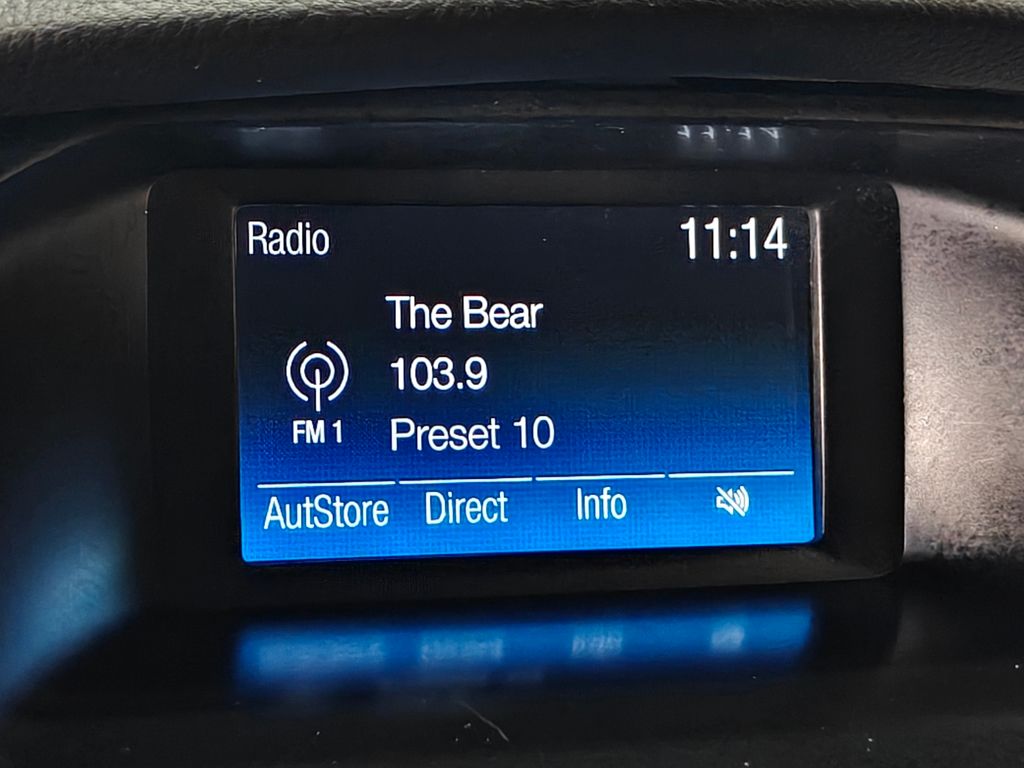 Radio 11:14
The Bear
103.9
FM 1 Preset 10
AutStore Direct Info